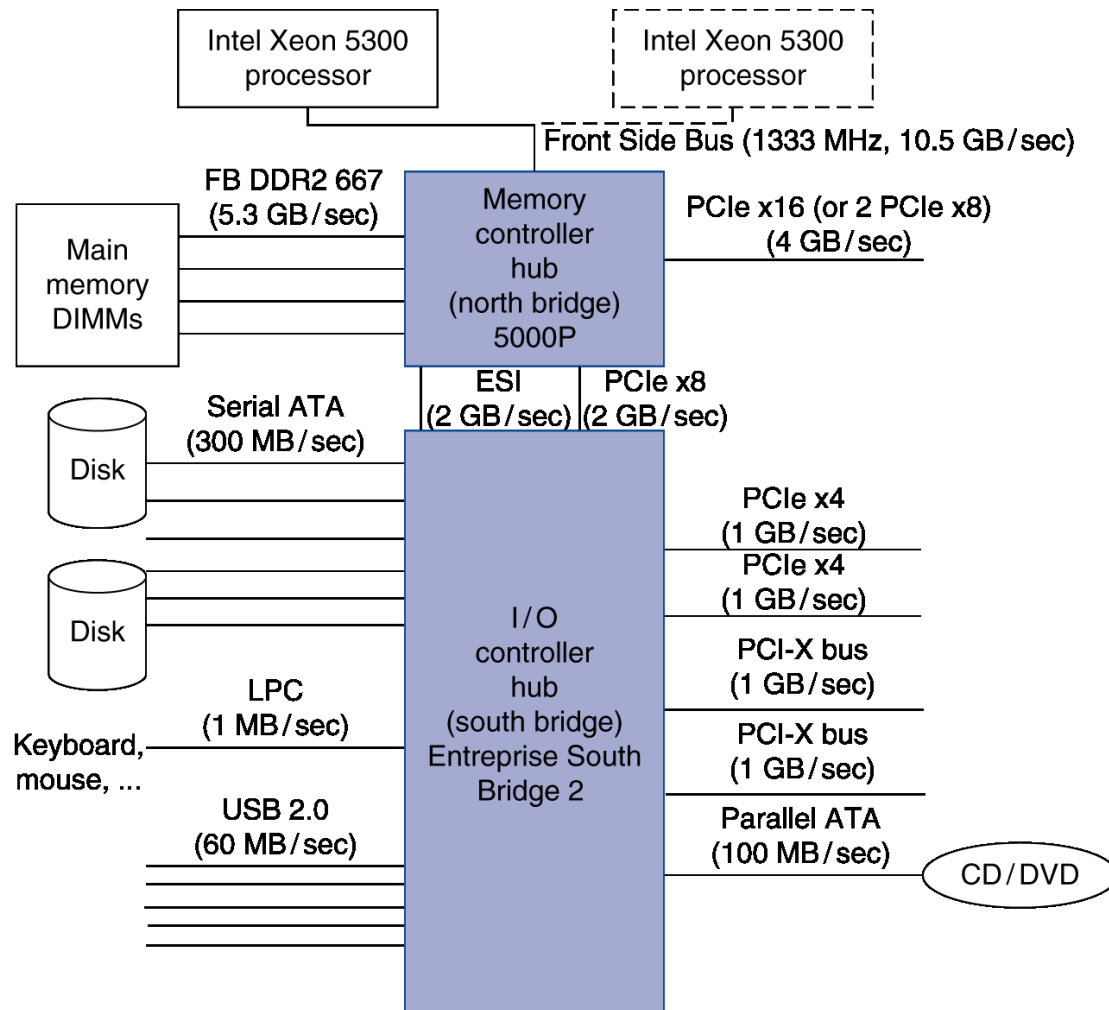 Intel Xeon 5300
processor
Intel Xeon 5300
processor
Front Side Bus (1333 MHz, 10.5 GB/sec)
FB DDR2 667
(5.3 GB/sec)
Main
memory
DIMMs
Memory
controller
hub
(north bridge)
5000P
PCIe x16 (or 2 PCIe x8)
(4 GB/sec)
ESI
(2 GB/sec)
PCIe x8
(2 GB/sec)
Serial ATA
(300 MB/sec)
Disk
Disk
LPC
(1 MB/sec)
Keyboard,
mouse, ...
USB 2.0
(60 MB/sec)
I/O
controller
hub
(south bridge)
Entreprise South
Bridge 2
PCIe x4
(1 GB/sec)
PCIe x4
(1 GB/sec)
PCI-X bus
(1 GB/sec)
PCI-X bus
(1 GB/sec)
Parallel ATA
(100 MB/sec)
CD/DVD